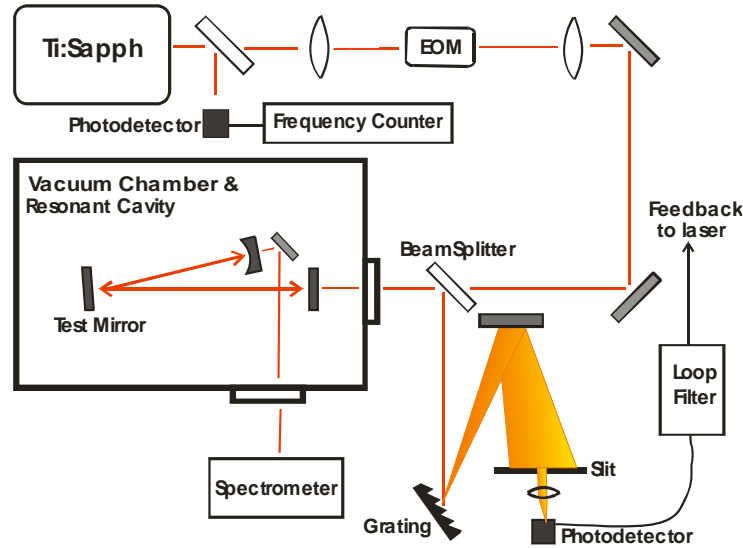 Ti:Sapph
EOM
Photodetector
Frequency Counter
Vacuum Chamber &
Resonant Cavity
Feedback
to laser
BeamSplitter
Test Mirror
Loop
Filter
Slit
Spectrometer
Grating
Photodetector